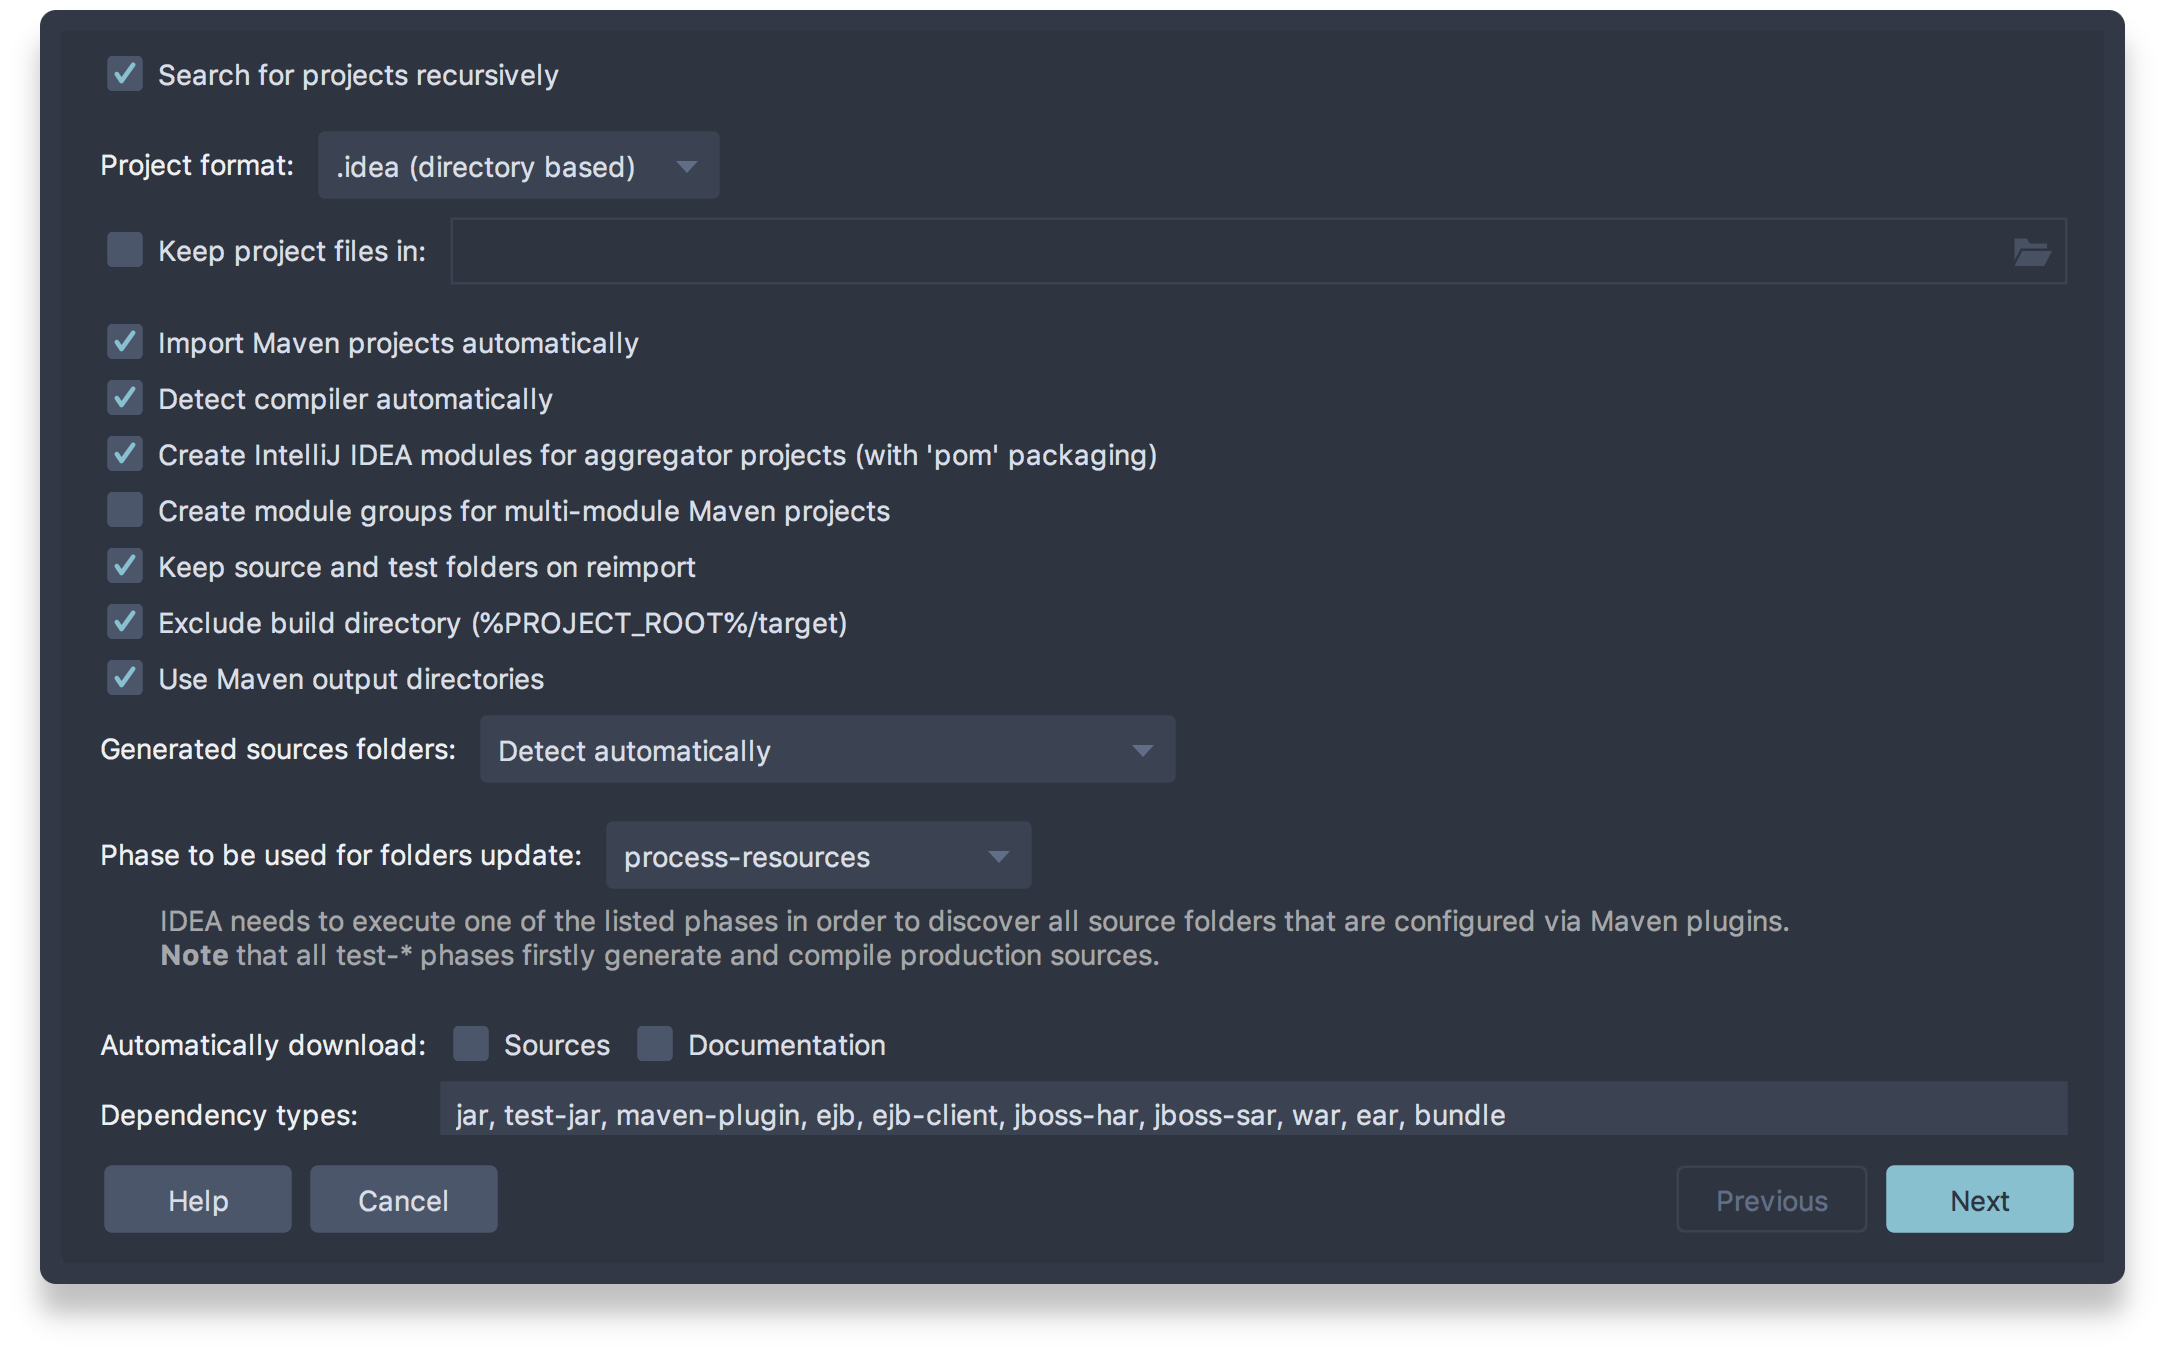 Search for projects recursively
Project format: .idea (directory based)
Keep project files in:
Import Maven projects automatically
Detect compiler automatically
Create IntelliJ IDEA modules for aggregator projects (with 'pom' packaging)
Create module groups for multi-module Maven projects
Keep source and test folders on reimport
Exclude build directory (%PROJECT_ROOT%/target)
Use Maven output directories
Generated sources folders: Detect automatically
Phase to be used for folders update: process-resources
IDEA needs to execute one of the listed phases in order to discover all source folders that are configured via Maven plugins.
Note that all test-* phases firstly generate and compile production sources.
Automatically download: Sources Documentation
Dependency types: jar, test-jar, maven-plugin, ejb, ejb-client, jboss-har, jboss-sar, war, ear, bundle
Help Cancel Previous Next